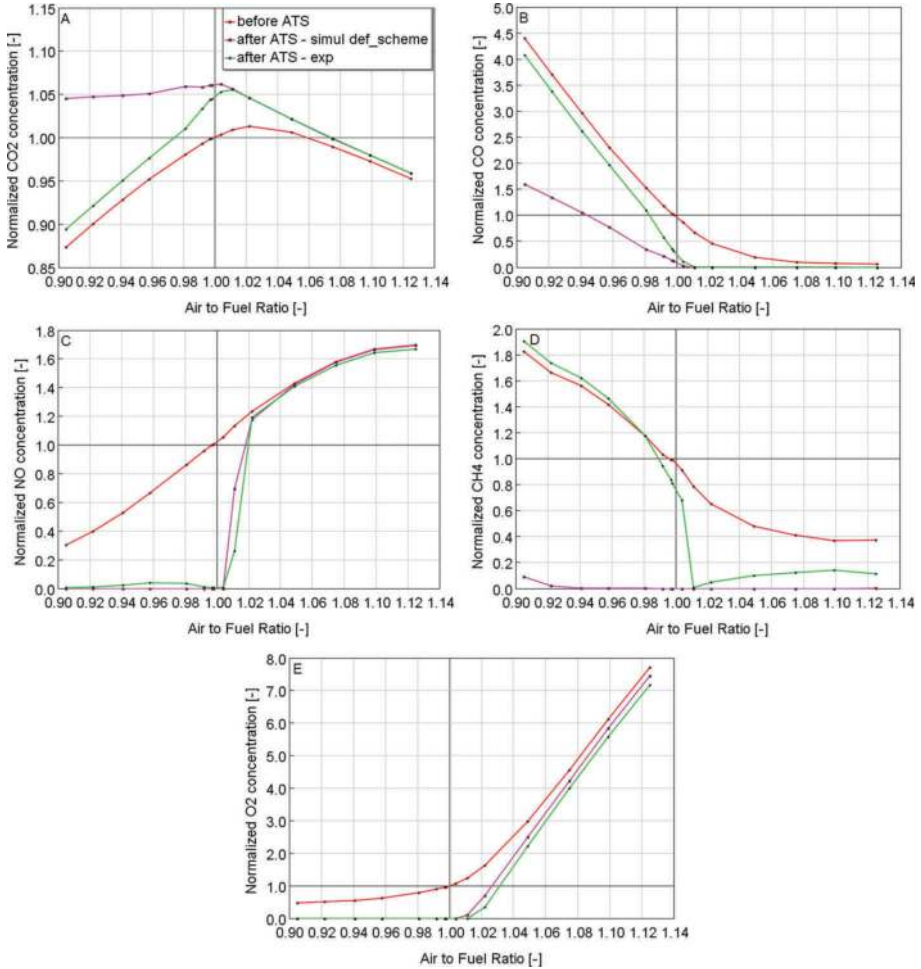 A
before ATS
after ATS - simul def_scheme
after ATS - exp
Normalized CO2 concentration [-]
1.15
1.10
1.05
1.00
0.95
0.90
0.85
0.90 0.92 0.94 0.96 0.98 1.00 1.02 1.04 1.06 1.08 1.10 1.12 1.14
Air to Fuel Ratio [-]
B
Normalized CO concentration [-]
5.0
4.5
4.0
3.5
3.0
2.5
2.0
1.5
1.0
0.5
0.0
0.90 0.92 0.94 0.96 0.98 1.00 1.02 1.04 1.06 1.08 1.10 1.12 1.14
Air to Fuel Ratio [-]
C
Normalized NO concentration [-]
1.8
1.6
1.4
1.2
1.0
0.8
0.6
0.4
0.2
0.0
0.90 0.92 0.94 0.96 0.98 1.00 1.02 1.04 1.06 1.08 1.10 1.12 1.14
Air to Fuel Ratio [-]
D
Normalized CH4 concentration [-]
2.0
1.8
1.6
1.4
1.2
1.0
0.8
0.6
0.4
0.2
0.0
0.90 0.92 0.94 0.96 0.98 1.00 1.02 1.04 1.06 1.08 1.10 1.12 1.14
Air to Fuel Ratio [-]
E
Normalized O2 concentration [-]
8.0
7.0
6.0
5.0
4.0
3.0
2.0
1.0
0.0
0.90 0.92 0.94 0.96 0.98 1.00 1.02 1.04 1.06 1.08 1.10 1.12 1.14
Air to Fuel Ratio [-]